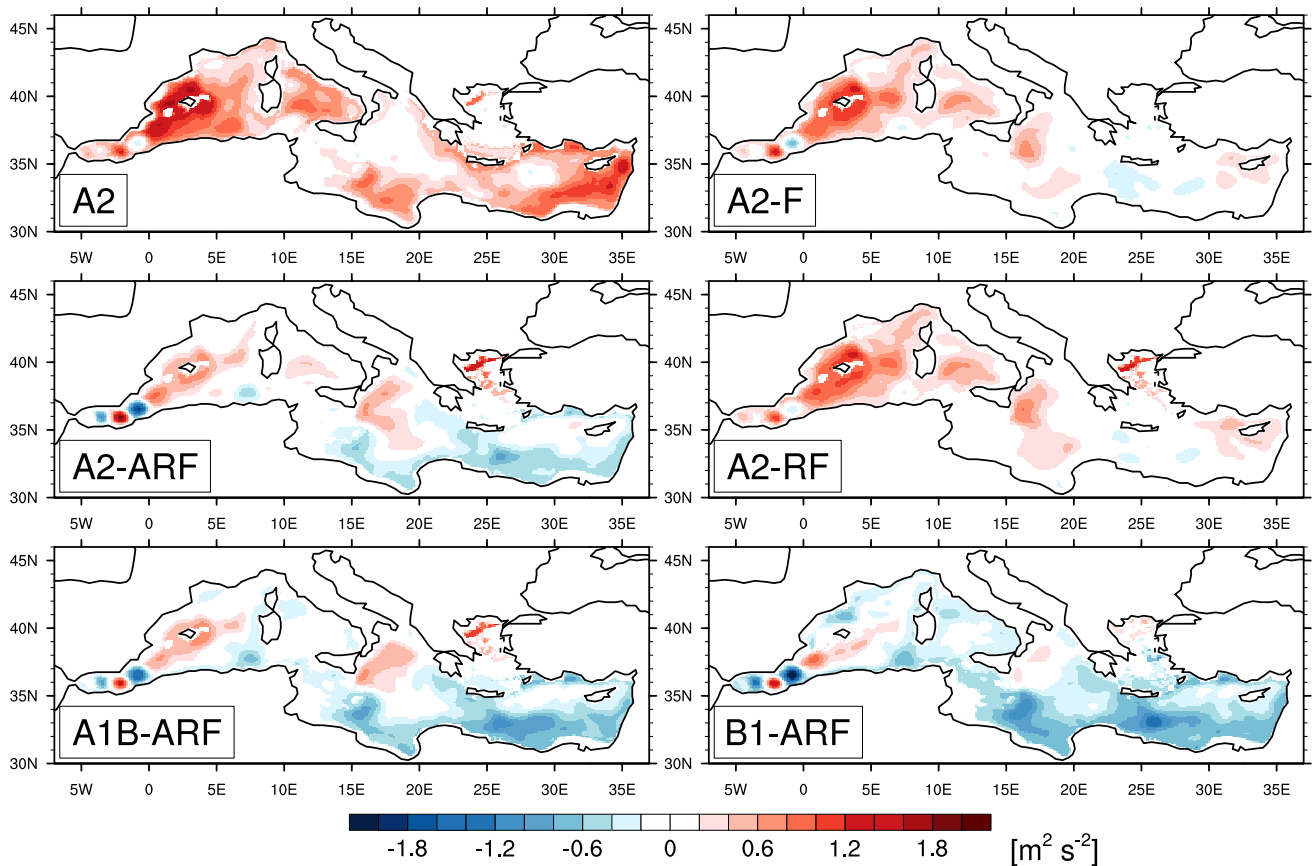 45N
40N
35N
30N
A2
5W 0 5E 10E 15E 20E 25E 30E 35E
45N
40N
35N
30N
A2-F
5W 0 5E 10E 15E 20E 25E 30E 35E
45N
40N
35N
30N
A2-ARF
5W 0 5E 10E 15E 20E 25E 30E 35E
45N
40N
35N
30N
A2-RF
5W 0 5E 10E 15E 20E 25E 30E 35E
45N
40N
35N
30N
A1B-ARF
5W 0 5E 10E 15E 20E 25E 30E 35E
45N
40N
35N
30N
B1-ARF
5W 0 5E 10E 15E 20E 25E 30E 35E
-1.8 -1.2 -0.6 0 0.6 1.2 1.8 [m² s⁻²]